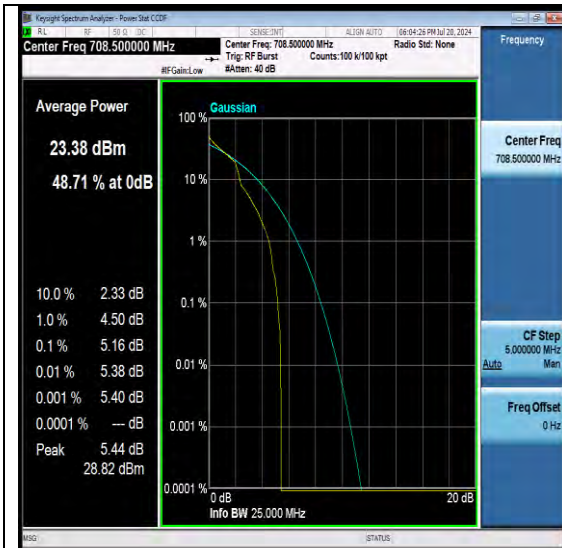 Keysight Spectrum Analyzer - Power Stat CCDF
RL RF 50 Ω DC SENSE:INT ALIGN AUTO 06:04:26 PM Jul 20, 2024
Center Freq 708.500000 MHz
Center Freq: 708.500000 MHz Radio Std: None
Trig: RF Burst Counts:100 k/100 kpt
#IFGain:Low #Atten: 40 dB
Frequency
Center Freq
708.500000 MHz
CF Step
5.000000 MHz
Auto Man
Freq Offset
0 Hz
Average Power
23.38 dBm
48.71 % at 0dB
10.0 % 2.33 dB
1.0 % 4.50 dB
0.1 % 5.16 dB
0.01 % 5.38 dB
0.001 % 5.40 dB
0.0001 % --- dB
Peak 5.44 dB
28.82 dBm
Gaussian
100 %
10 %
1 %
0.1 %
0.01 %
0.001 %
0.0001 %
0 dB 20 dB
Info BW 25.000 MHz
MSG STATUS